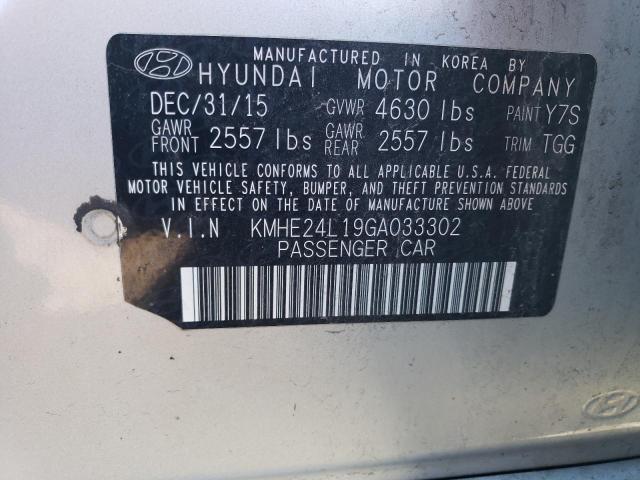 MANUFACTURED IN KOREA BY
HYUNDAI MOTOR COMPANY
DEC/31/15 GVWR 4630 lbs PAINT Y7S
GAWR FRONT 2557 lbs GAWR REAR 2557 lbs TRIM TGG
THIS VEHICLE CONFORMS TO ALL APPLICABLE U.S.A. FEDERAL
MOTOR VEHICLE SAFETY, BUMPER, AND THEFT PREVENTION STANDARDS
IN EFFECT ON THE DATE OF MANUFACTURE SHOWN ABOVE.
V.I.N KMHE24L19GA033302
PASSENGER CAR